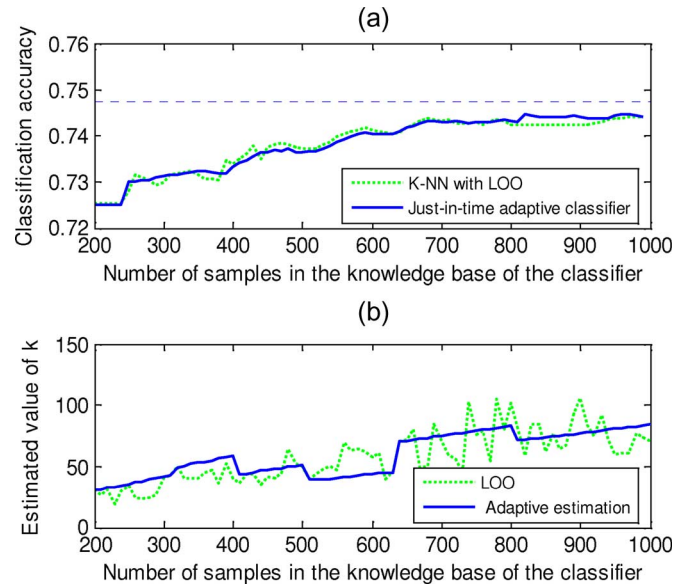 (a)
Classification accuracy
0.76
0.75
0.74
0.73
0.72
K-NN with LOO
Just-in-time adaptive classifier
200 300 400 500 600 700 800 900 1000
Number of samples in the knowledge base of the classifier
(b)
Estimated value of k
150
100
50
0
LOO
Adaptive estimation
200 300 400 500 600 700 800 900 1000
Number of samples in the knowledge base of the classifier